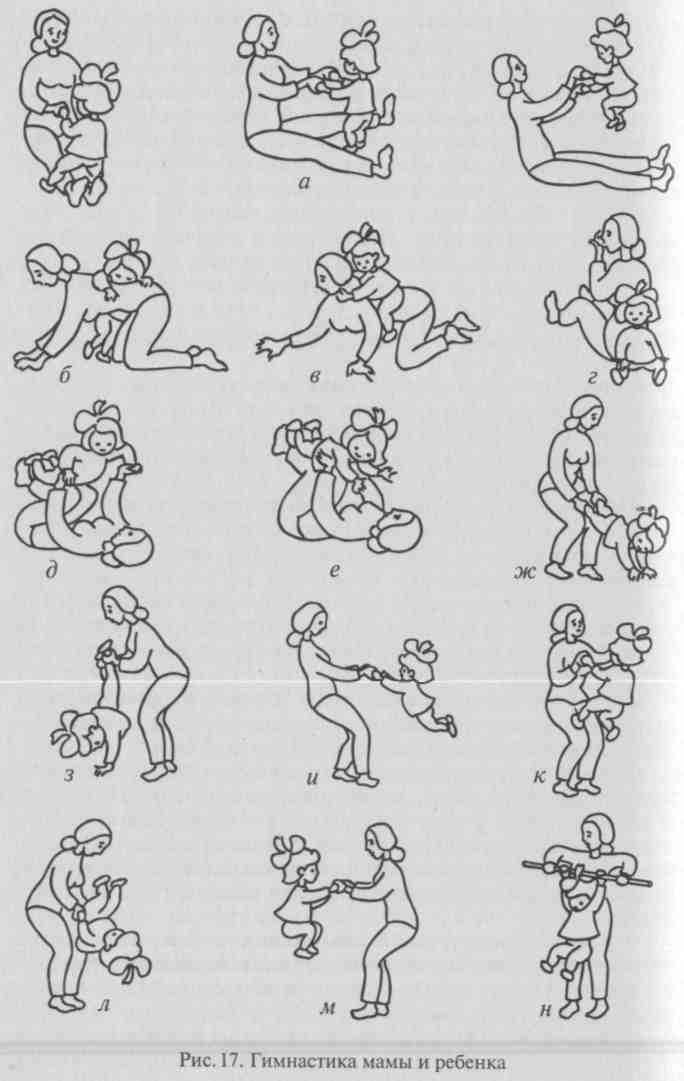 а
б
в
г
д
е
ж
з
и
к
л
м
н
Рис. 17. Гимнастика мамы и ребенка